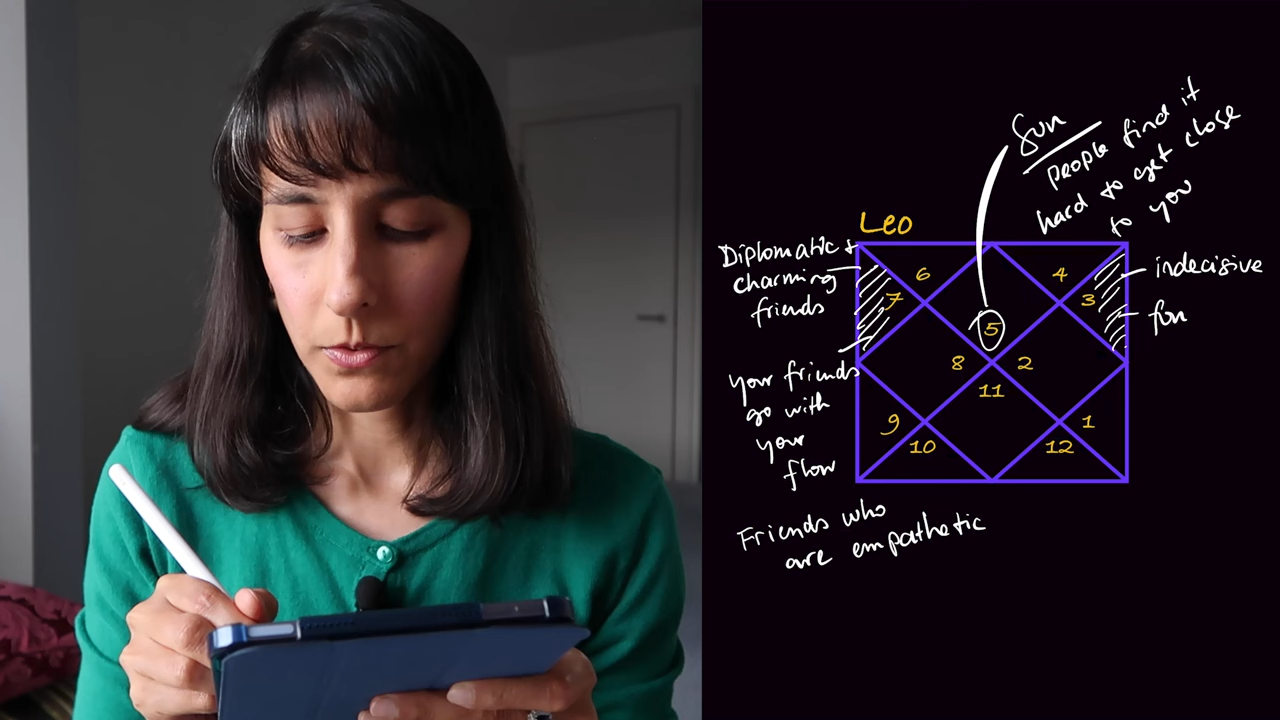 Sun
people find it
hard to get close
to you
Leo
Diplomatic +
charming
friends
indecisive
fun
6
4
7
3
5
8
2
11
9
1
10
12
your friends
go with
your
flow
Friends who
are empathetic